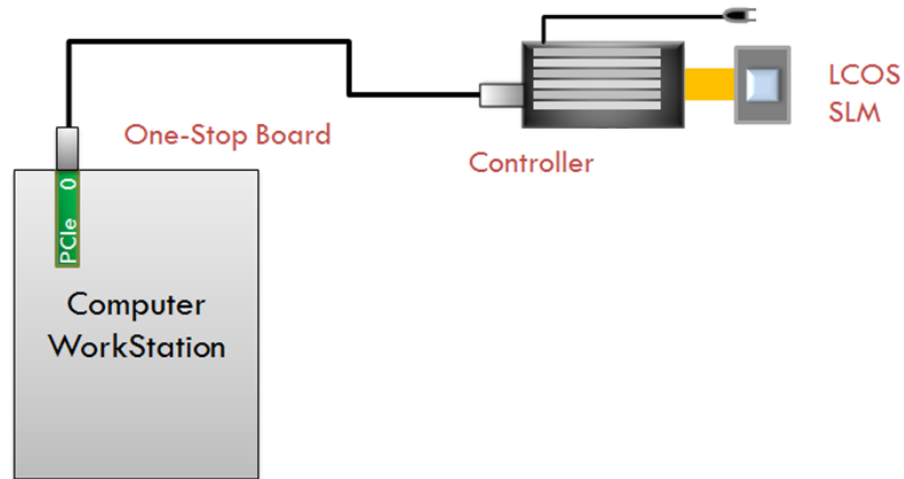 LCOS
SLM
One-Stop Board
Controller
PCIe 0
Computer
WorkStation